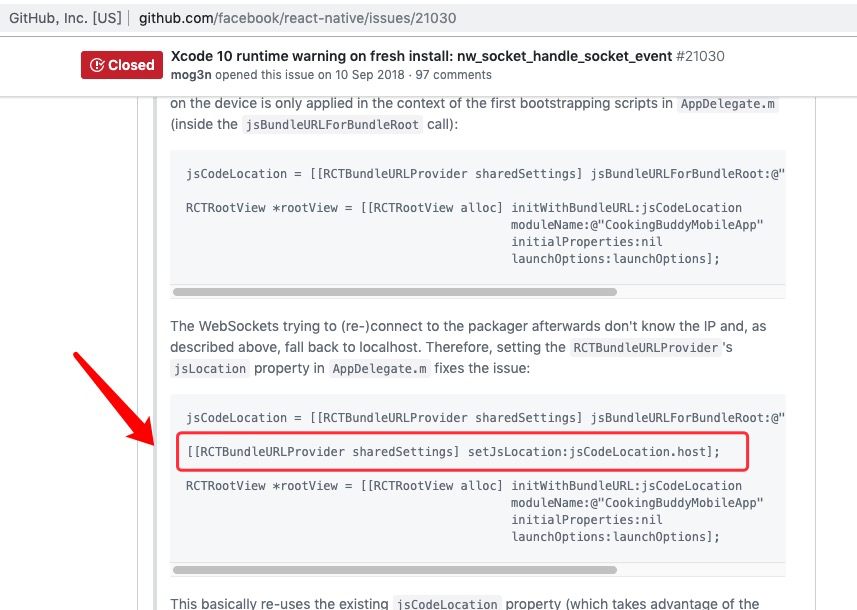 GitHub, Inc. [US] | github.com/facebook/react-native/issues/21030
Closed
Xcode 10 runtime warning on fresh install: nw_socket_handle_socket_event #21030
mog3n opened this issue on 10 Sep 2018 · 97 comments
on the device is only applied in the context of the first bootstrapping scripts in AppDelegate.m
(inside the jsBundleURLForBundleRoot call):
jsCodeLocation = [[RCTBundleURLProvider sharedSettings] jsBundleURLForBundleRoot:@"
RCTRootView *rootView = [[RCTRootView alloc] initWithBundleURL:jsCodeLocation
moduleName:@"CookingBuddyMobileApp"
initialProperties:nil
launchOptions:launchOptions];
The WebSockets trying to (re-)connect to the packager afterwards don't know the IP and, as
described above, fall back to localhost. Therefore, setting the RCTBundleURLProvider's
jsLocation property in AppDelegate.m fixes the issue:
jsCodeLocation = [[RCTBundleURLProvider sharedSettings] jsBundleURLForBundleRoot:@"
[[RCTBundleURLProvider sharedSettings] setJsLocation:jsCodeLocation.host];
RCTRootView *rootView = [[RCTRootView alloc] initWithBundleURL:jsCodeLocation
moduleName:@"CookingBuddyMobileApp"
initialProperties:nil
launchOptions:launchOptions];
This basically re-uses the existing jsCodeLocation property (which takes advantage of the